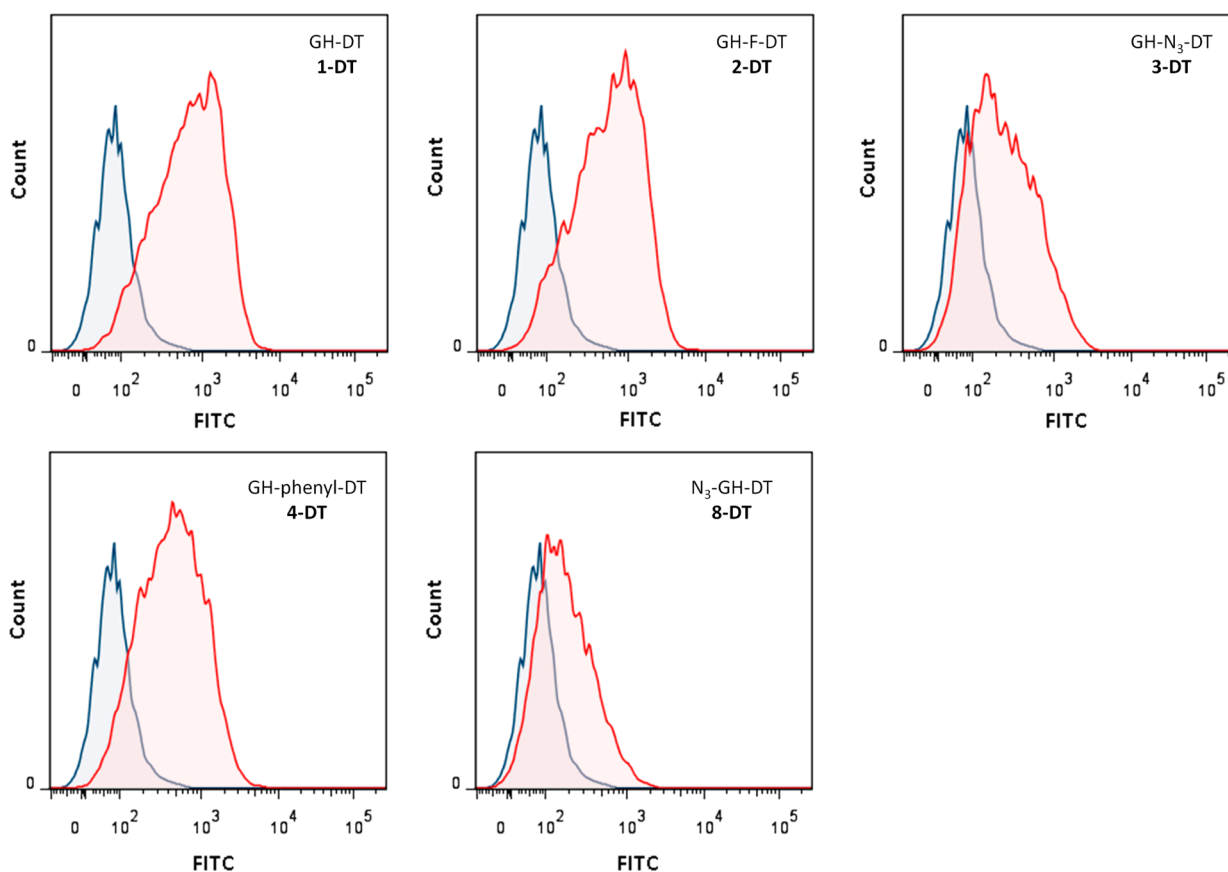 GH-DT
1-DT
Count
0
0 10² 10³ 10⁴ 10⁵
FITC
GH-F-DT
2-DT
Count
0
0 10² 10³ 10⁴ 10⁵
FITC
GH-N₃-DT
3-DT
Count
0
0 10² 10³ 10⁴ 10⁵
FITC
GH-phenyl-DT
4-DT
Count
0
0 10² 10³ 10⁴ 10⁵
FITC
N₃-GH-DT
8-DT
Count
0
0 10² 10³ 10⁴ 10⁵
FITC